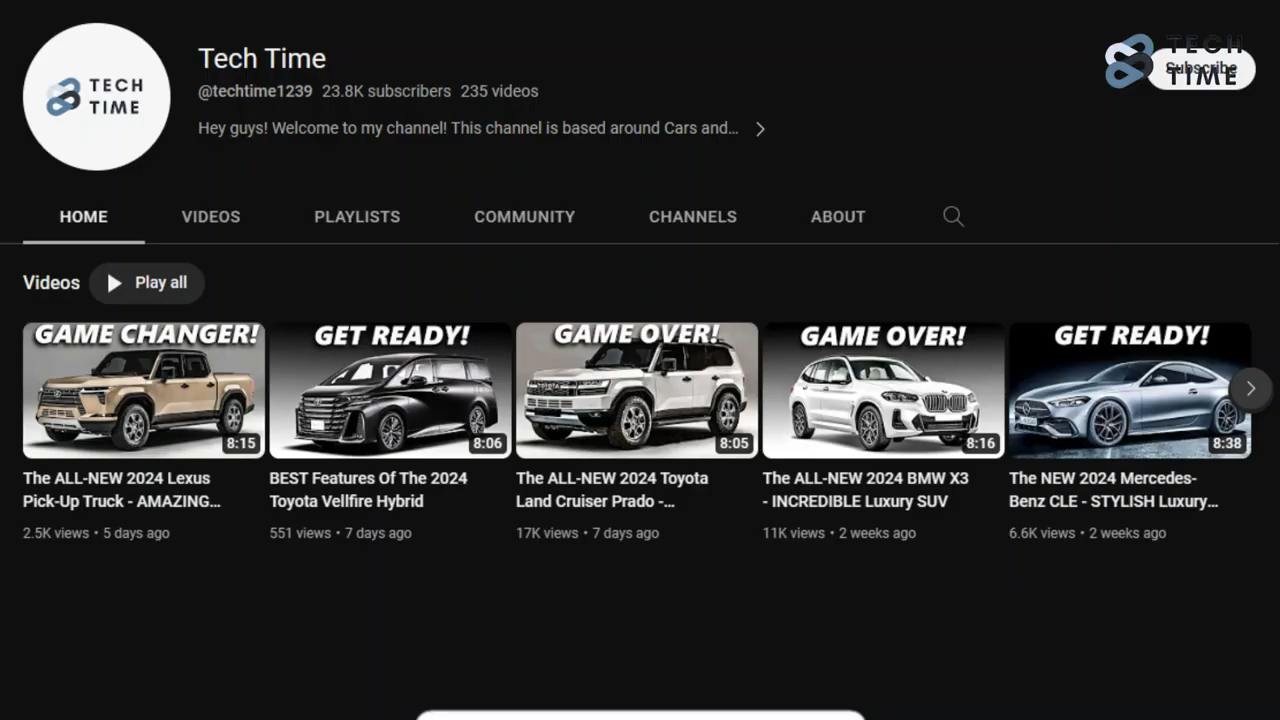 TECH
TIME
Tech Time
@techtime1239 23.8K subscribers 235 videos
Hey guys! Welcome to my channel! This channel is based around Cars and...
TECH
TIME
Subscribe
HOME
VIDEOS
PLAYLISTS
COMMUNITY
CHANNELS
ABOUT
Videos
Play all
GAME CHANGER!
8:15
The ALL-NEW 2024 Lexus
Pick-Up Truck - AMAZING...
2.5K views • 5 days ago
GET READY!
8:06
BEST Features Of The 2024
Toyota Vellfire Hybrid
551 views • 7 days ago
GAME OVER!
TOYOTA
8:05
The ALL-NEW 2024 Toyota
Land Cruiser Prado -...
17K views • 7 days ago
GAME OVER!
8:16
The ALL-NEW 2024 BMW X3
- INCREDIBLE Luxury SUV
11K views • 2 weeks ago
GET READY!
8:38
The NEW 2024 Mercedes-
Benz CLE - STYLISH Luxury...
6.6K views • 2 weeks ago